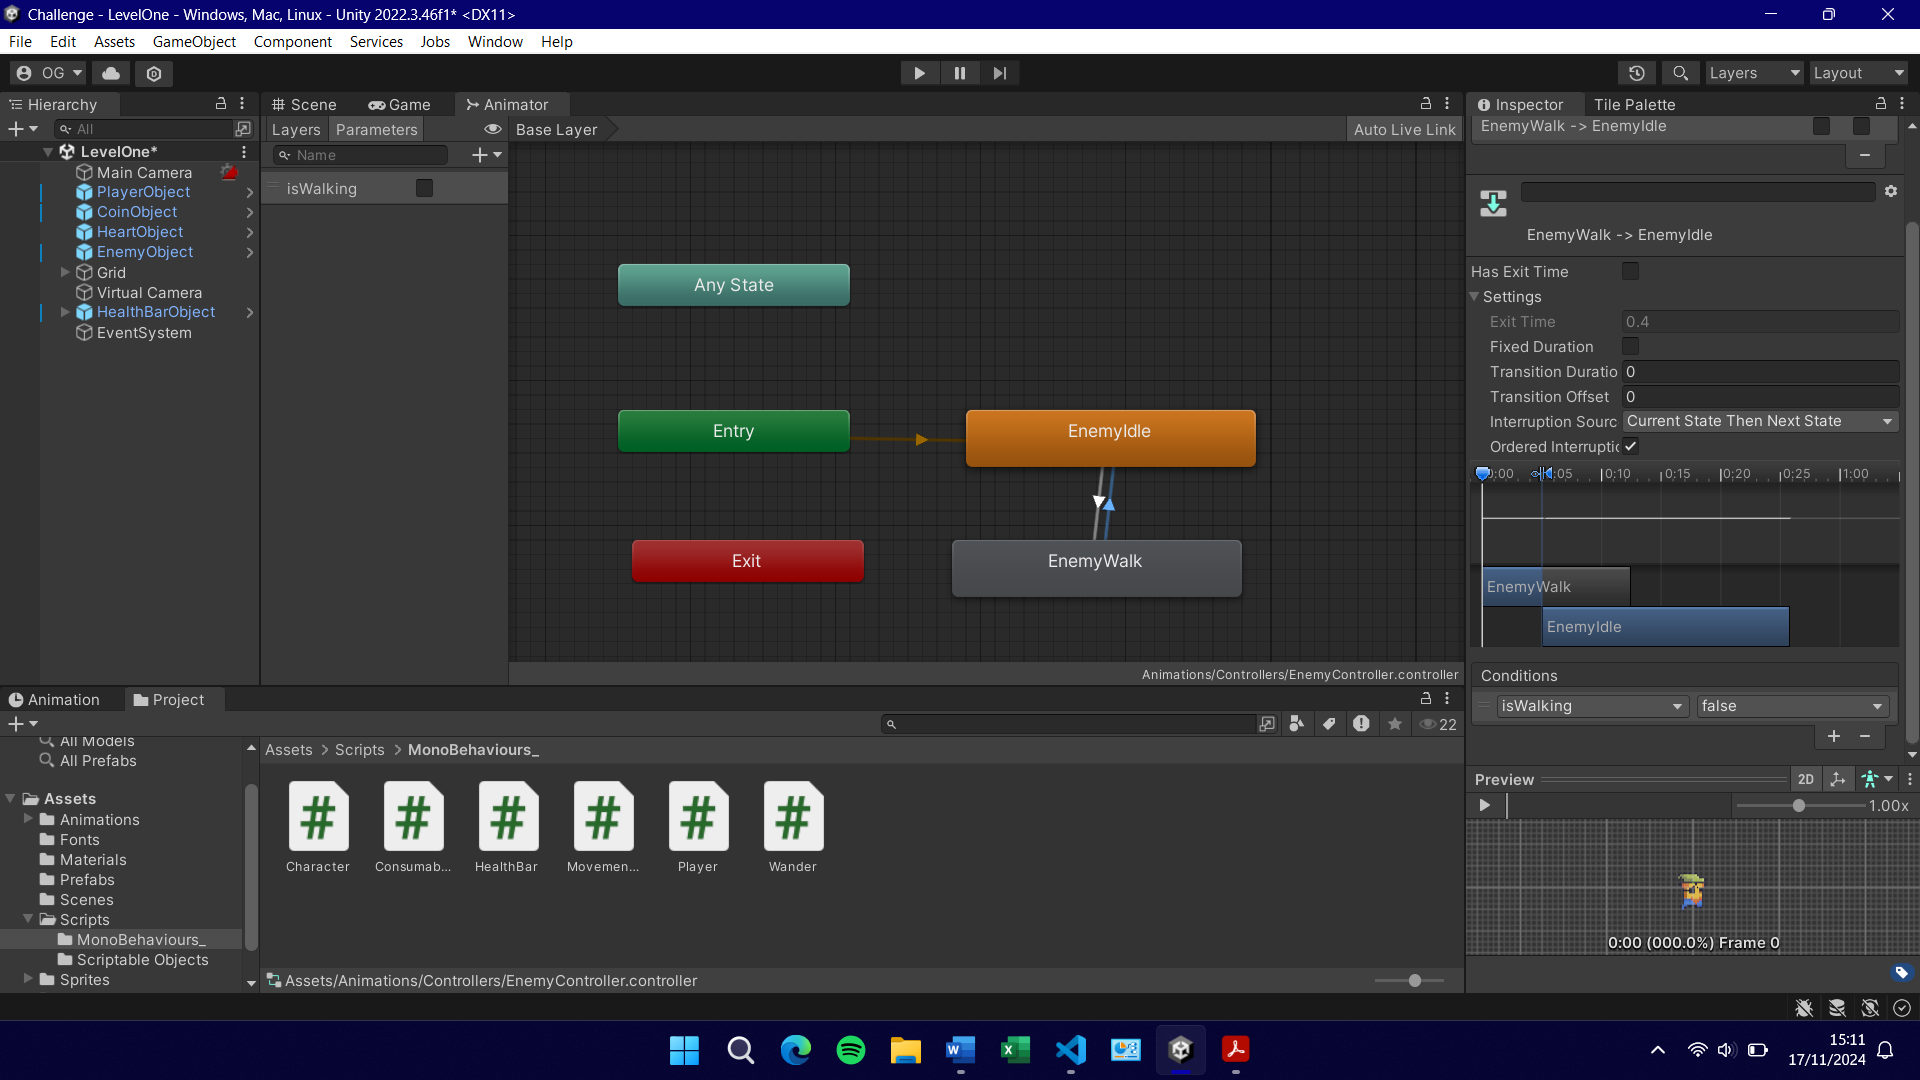 Challenge - LevelOne - Windows, Mac, Linux - Unity 2022.3.46f1* <DX11>
File Edit Assets GameObject Component Services Jobs Window Help
OG
Layers
Layout
Hierarchy
All
LevelOne*
Main Camera
PlayerObject
CoinObject
HeartObject
EnemyObject
Grid
Virtual Camera
HealthBarObject
EventSystem
Scene Game Animator
Layers Parameters
Base Layer
Auto Live Link
Name
isWalking
Any State
Entry
EnemyIdle
Exit
EnemyWalk
Animations/Controllers/EnemyController.controller
Inspector Tile Palette
EnemyWalk -> EnemyIdle
EnemyWalk -> EnemyIdle
Has Exit Time
Settings
Exit Time 0.4
Fixed Duration
Transition Duratio 0
Transition Offset 0
Interruption Sourc Current State Then Next State
Ordered Interruptic
0:00 :05 0:10 0:15 0:20 0:25 1:00
EnemyWalk
EnemyIdle
Conditions
isWalking false
Preview 2D
1.00x
0:00 (000.0%) Frame 0
Animation Project
22
All Models
All Prefabs
Assets
Animations
Fonts
Materials
Prefabs
Scenes
Scripts
MonoBehaviours_
Scriptable Objects
Sprites
Assets > Scripts > MonoBehaviours_
Character Consumab... HealthBar Movemen... Player Wander
Assets/Animations/Controllers/EnemyController.controller
15:11
17/11/2024